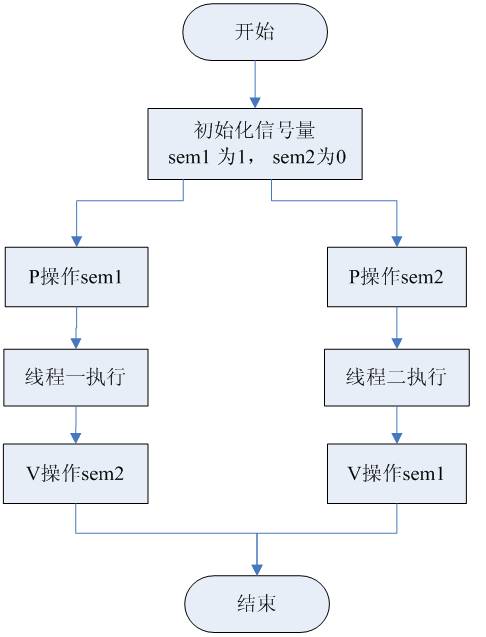 开始
初始化信号量
sem1 为1， sem2为0
P操作sem1
P操作sem2
线程一执行
线程二执行
V操作sem2
V操作sem1
结束